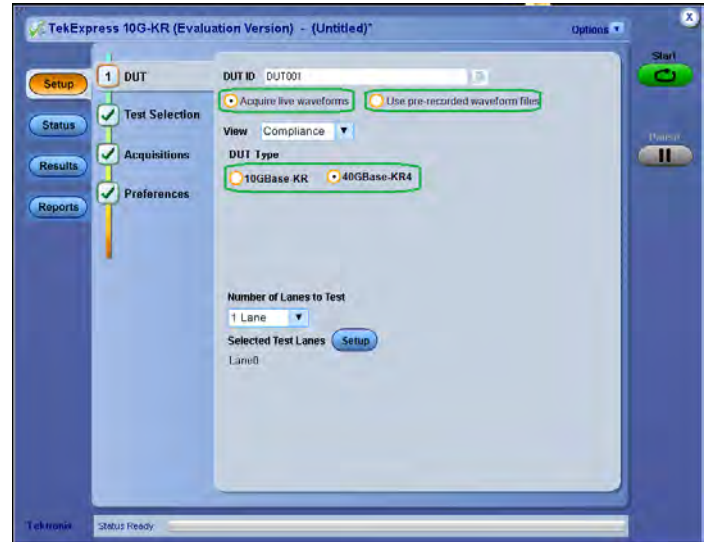 TekExpress 10G-KR (Evaluation Version) - (Untitled)*
Options
x
Setup
Status
Results
Reports
1 DUT
Test Selection
Acquisitions
Preferences
DUT ID DUT001
Acquire live waveforms Use pre-recorded waveform files
View Compliance
DUT Type
10GBase-KR 40GBase-KR4
Number of Lanes to Test
1 Lane
Selected Test Lanes Setup
Lane0
Start
Pause
Tektronix Status Ready